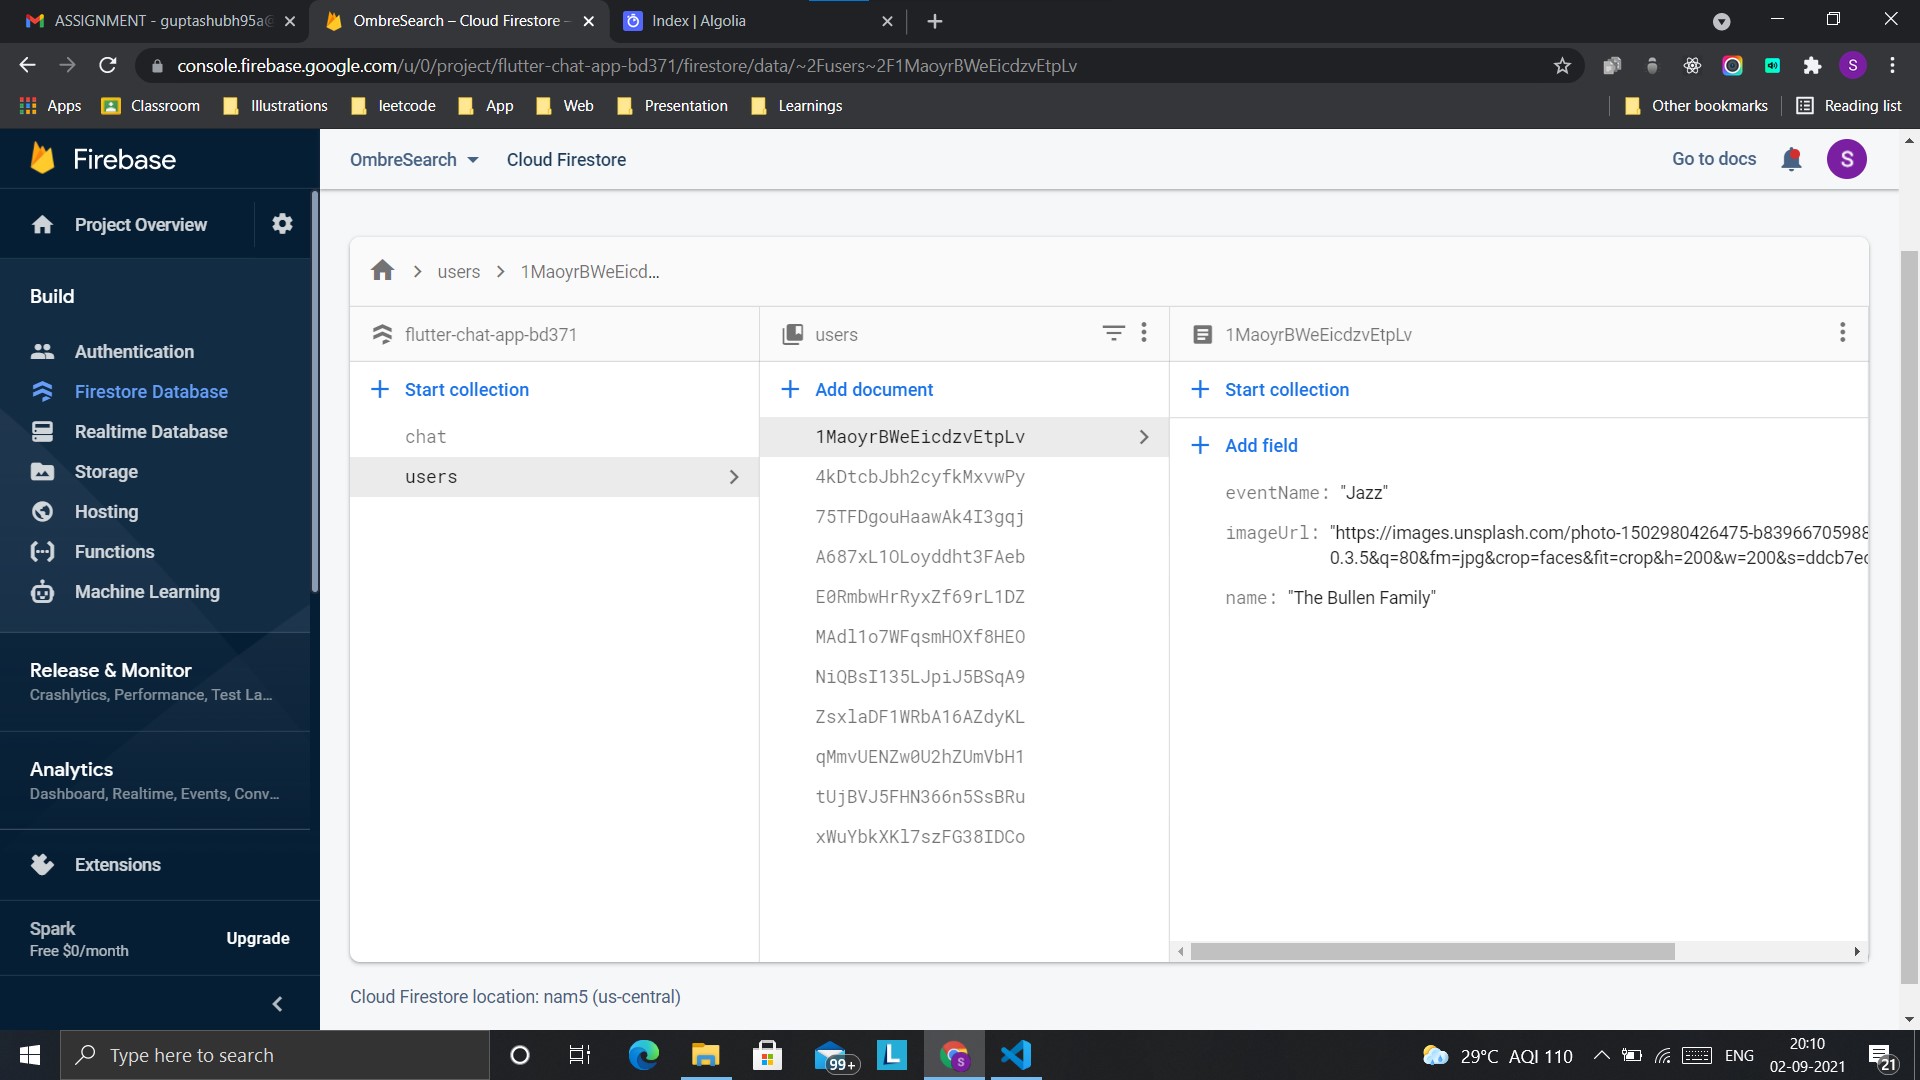 ASSIGNMENT - guptashubh95a@
OmbreSearch – Cloud Firestore –
Index | Algolia
console.firebase.google.com/u/0/project/flutter-chat-app-bd371/firestore/data/~2Fusers~2F1MaoyrBWeEicdzvEtpLv
S
Apps
Classroom
Illustrations
leetcode
App
Web
Presentation
Learnings
Other bookmarks
Reading list
Firebase
OmbreSearch
Cloud Firestore
Go to docs
S
Project Overview
Build
Authentication
Firestore Database
Realtime Database
Storage
Hosting
Functions
Machine Learning
Release & Monitor
Crashlytics, Performance, Test La...
Analytics
Dashboard, Realtime, Events, Conv...
Extensions
Spark
Free $0/month
Upgrade
users
1MaoyrBWeEicd...
flutter-chat-app-bd371
Start collection
chat
users
users
Add document
1MaoyrBWeEicdzvEtpLv
4kDtcbJbh2cyfkMxvwPy
75TFDgouHaawAk4I3gqj
A687xL1OLoyddht3FAeb
E0RmbwHrRyxZf69rL1DZ
MAdl1o7WFqsmHOXf8HEO
NiQBsI135LJpiJ5BSqA9
ZsxlaDF1WRbA16AZdyKL
qMmvUENZw0U2hZUmVbH1
tUjBVJ5FHN366n5SsBRu
xWuYbkXKl7szFG38IDCo
1MaoyrBWeEicdzvEtpLv
Start collection
Add field
eventName: "Jazz"
imageUrl: "https://images.unsplash.com/photo-1502980426475-b83966705988
0.3.5&q=80&fm=jpg&crop=faces&fit=crop&h=200&w=200&s=ddcb7ec
name: "The Bullen Family"
Cloud Firestore location: nam5 (us-central)
Type here to search
99+
L
S
29°C AQI 110
ENG
20:10
02-09-2021
21